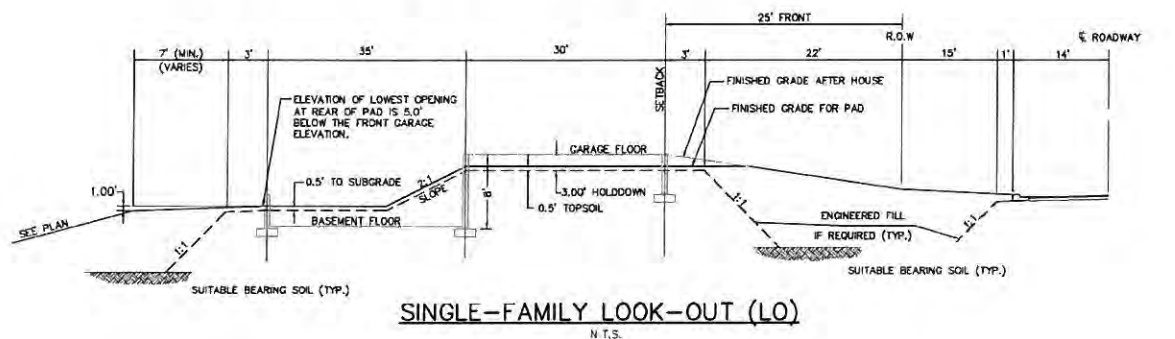 25' FRONT
R.O.W
℄ ROADWAY
7' (MIN.)
(VARIES)
3'
35'
30'
3'
22'
15'
1'
14'
SETBACK
FINISHED GRADE AFTER HOUSE
FINISHED GRADE FOR PAD
ELEVATION OF LOWEST OPENING
AT REAR OF PAD IS 5.0'
BELOW THE FRONT GARAGE
ELEVATION.
GARAGE FLOOR
1.00'
0.5' TO SUBGRADE
2:1
SLOPE
8'
3.00' HOLDDOWN
0.5' TOPSOIL
1:1
SEE PLAN
BASEMENT FLOOR
1:1
ENGINEERED FILL
IF REQUIRED (TYP.)
1:1
SUITABLE BEARING SOIL (TYP.)
SUITABLE BEARING SOIL (TYP.)
SINGLE-FAMILY LOOK-OUT (LO)
N.T.S.